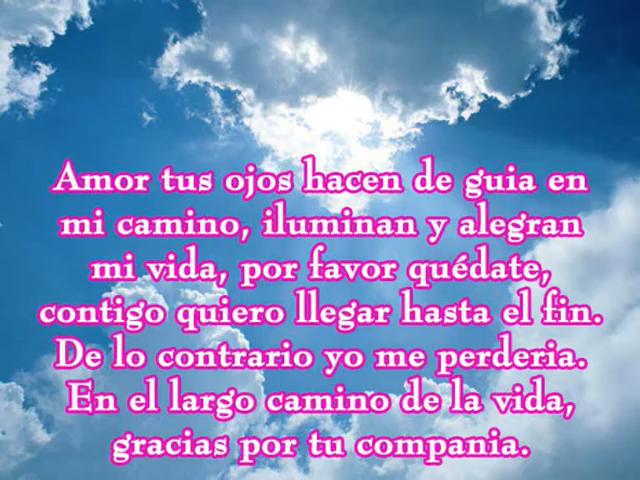 Amor tus ojos hacen de guia en
mi camino, iluminan y alegran
mi vida, por favor quédate,
contigo quiero llegar hasta el fin.
De lo contrario yo me perderia.
En el largo camino de la vida,
gracias por tu compania.